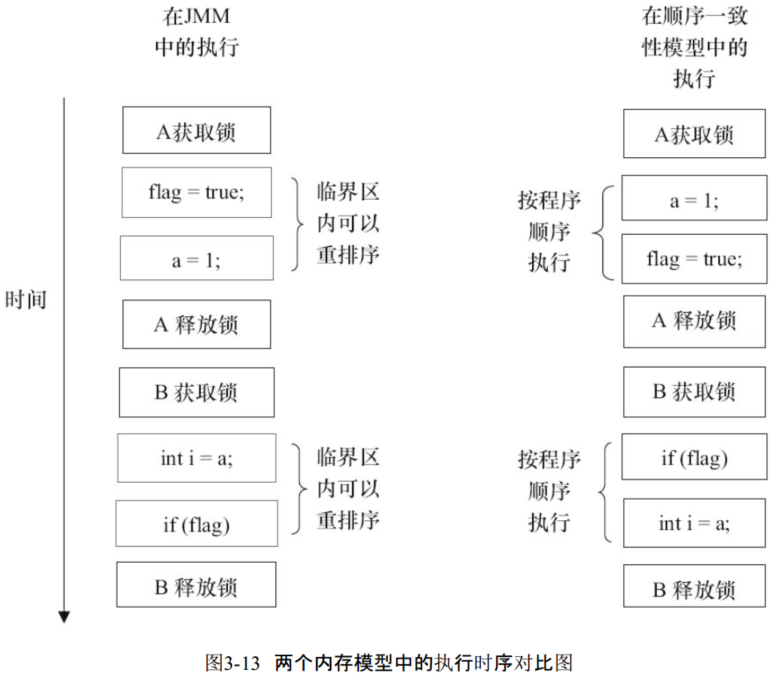 在JMM
中的执行
A获取锁
flag = true;
a = 1;
临界区
内可以
重排序
A 释放锁
B 获取锁
int i = a;
if (flag)
临界区
内可以
重排序
B 释放锁
时间
在顺序一致
性模型中的
执行
A获取锁
按程序
顺序
执行
a = 1;
flag = true;
A 释放锁
B 获取锁
按程序
顺序
执行
if (flag)
int i = a;
B 释放锁
图3-13 两个内存模型中的执行时序对比图